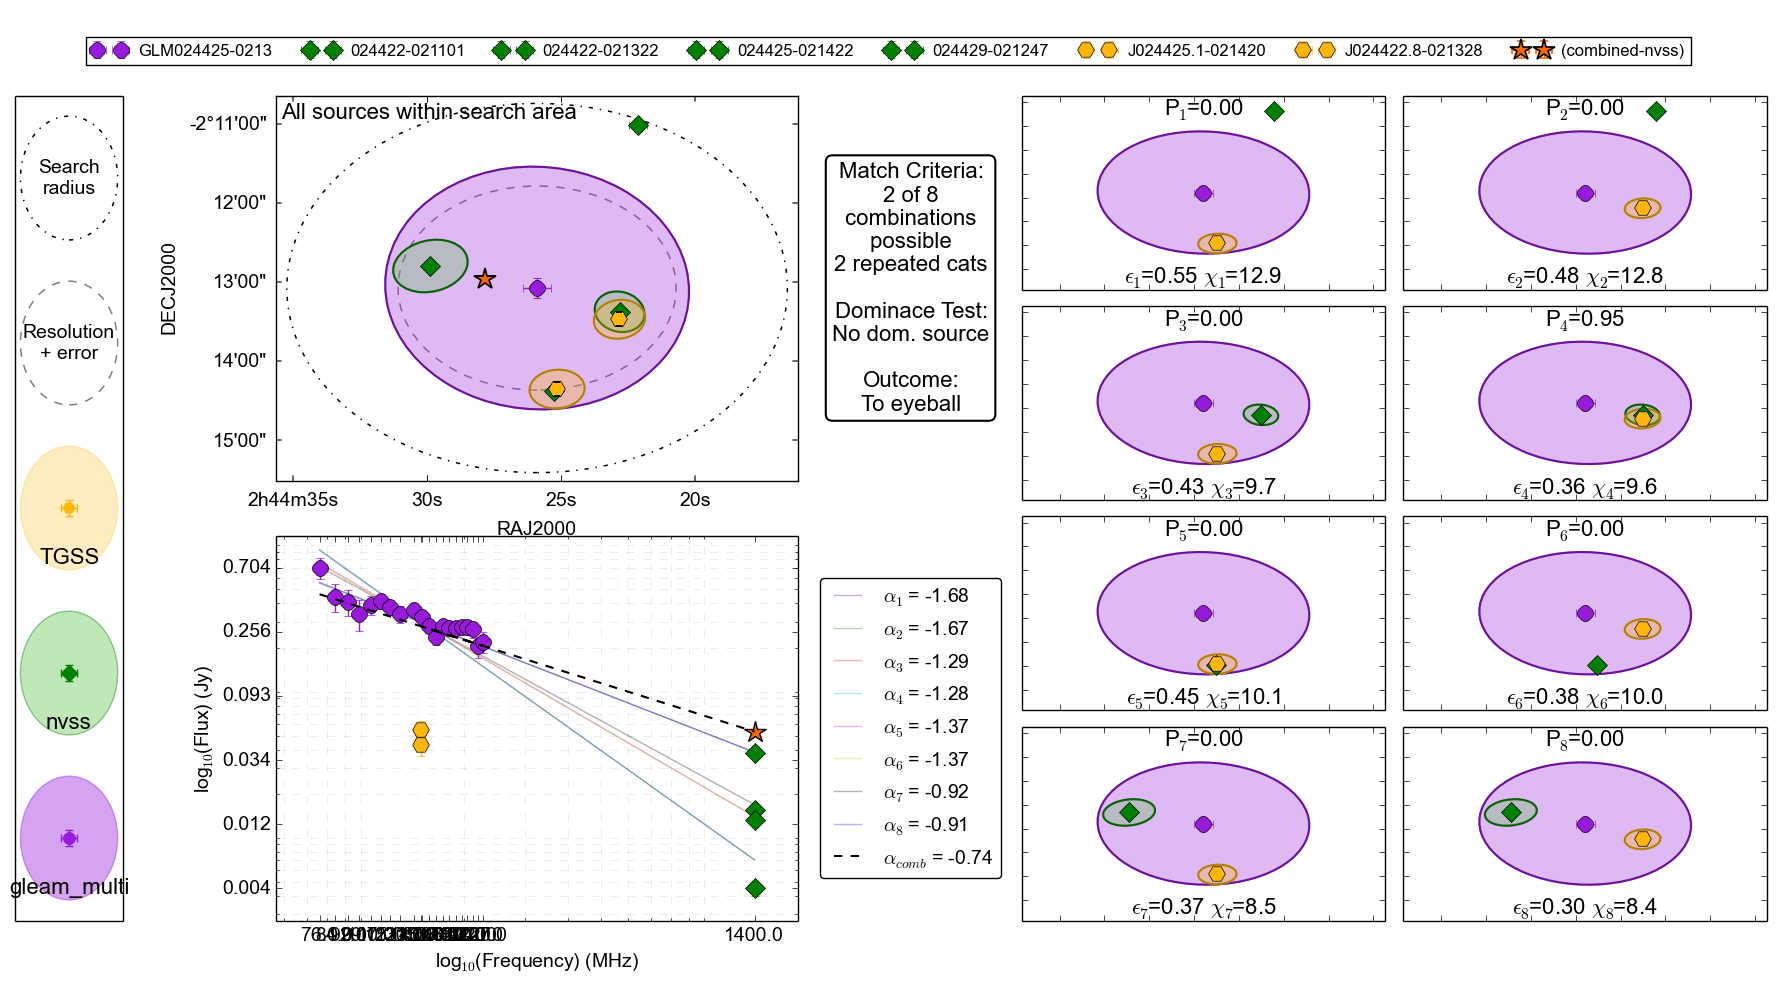 GLM024425-0213 024422-021101 024422-021322 024425-021422 024429-021247 J024425.1-021420 J024422.8-021328 (combined-nvss)
Search
radius
Resolution
+ error
TGSS
nvss
gleam_multi
All sources within search area
-2°11'00"
12'00"
13'00"
14'00"
15'00"
DECJ2000
2h44m35s 30s 25s 20s
RAJ2000
Match Criteria:
2 of 8
combinations
possible
2 repeated cats
Dominace Test:
No dom. source
Outcome:
To eyeball
0.704
0.256
0.093
0.034
0.012
0.004
log10(Flux) (Jy)
1400.0
log10(Frequency) (MHz)
α1 = -1.68
α2 = -1.67
α3 = -1.29
α4 = -1.28
α5 = -1.37
α6 = -1.37
α7 = -0.92
α8 = -0.91
αcomb = -0.74
P1=0.00
ϵ1=0.55 χ1=12.9
P2=0.00
ϵ2=0.48 χ2=12.8
P3=0.00
ϵ3=0.43 χ3=9.7
P4=0.95
ϵ4=0.36 χ4=9.6
P5=0.00
ϵ5=0.45 χ5=10.1
P6=0.00
ϵ6=0.38 χ6=10.0
P7=0.00
ϵ7=0.37 χ7=8.5
P8=0.00
ϵ8=0.30 χ8=8.4